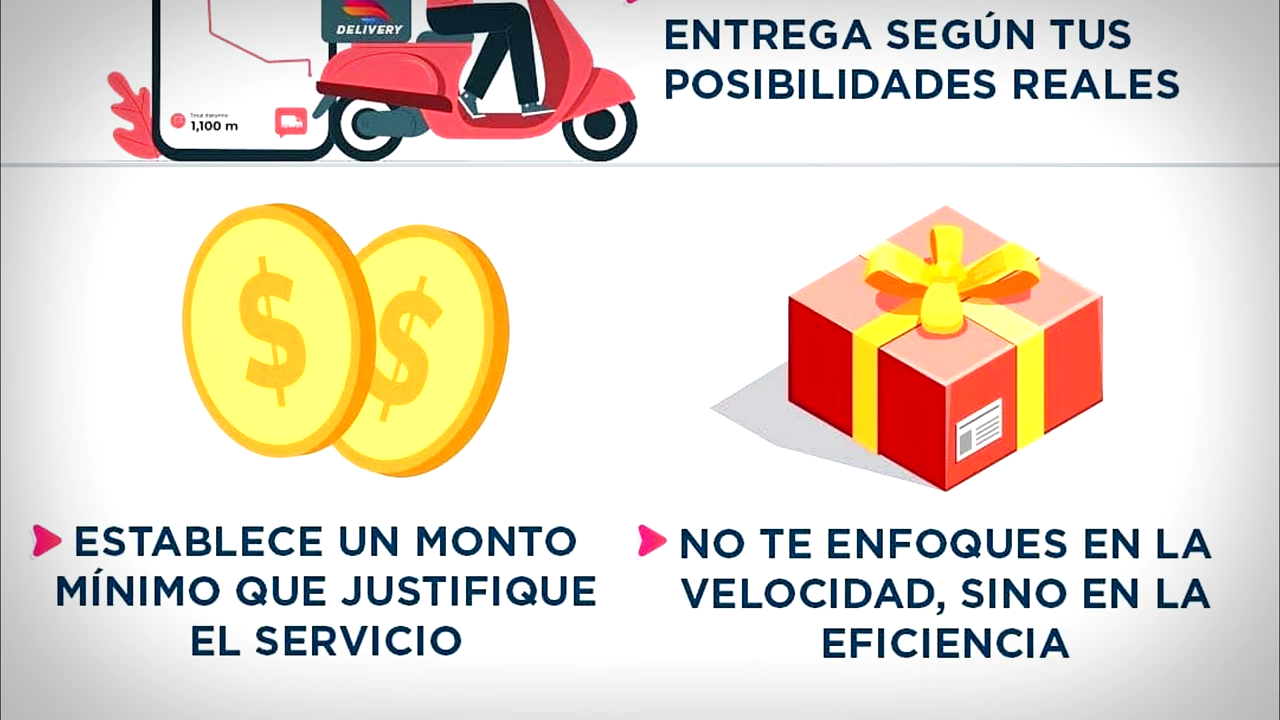 DELIVERY
ENTREGA SEGÚN TUS
POSIBILIDADES REALES
1,100 m
ESTABLECE UN MONTO
MÍNIMO QUE JUSTIFIQUE
EL SERVICIO
NO TE ENFOQUES EN LA
VELOCIDAD, SINO EN LA
EFICIENCIA